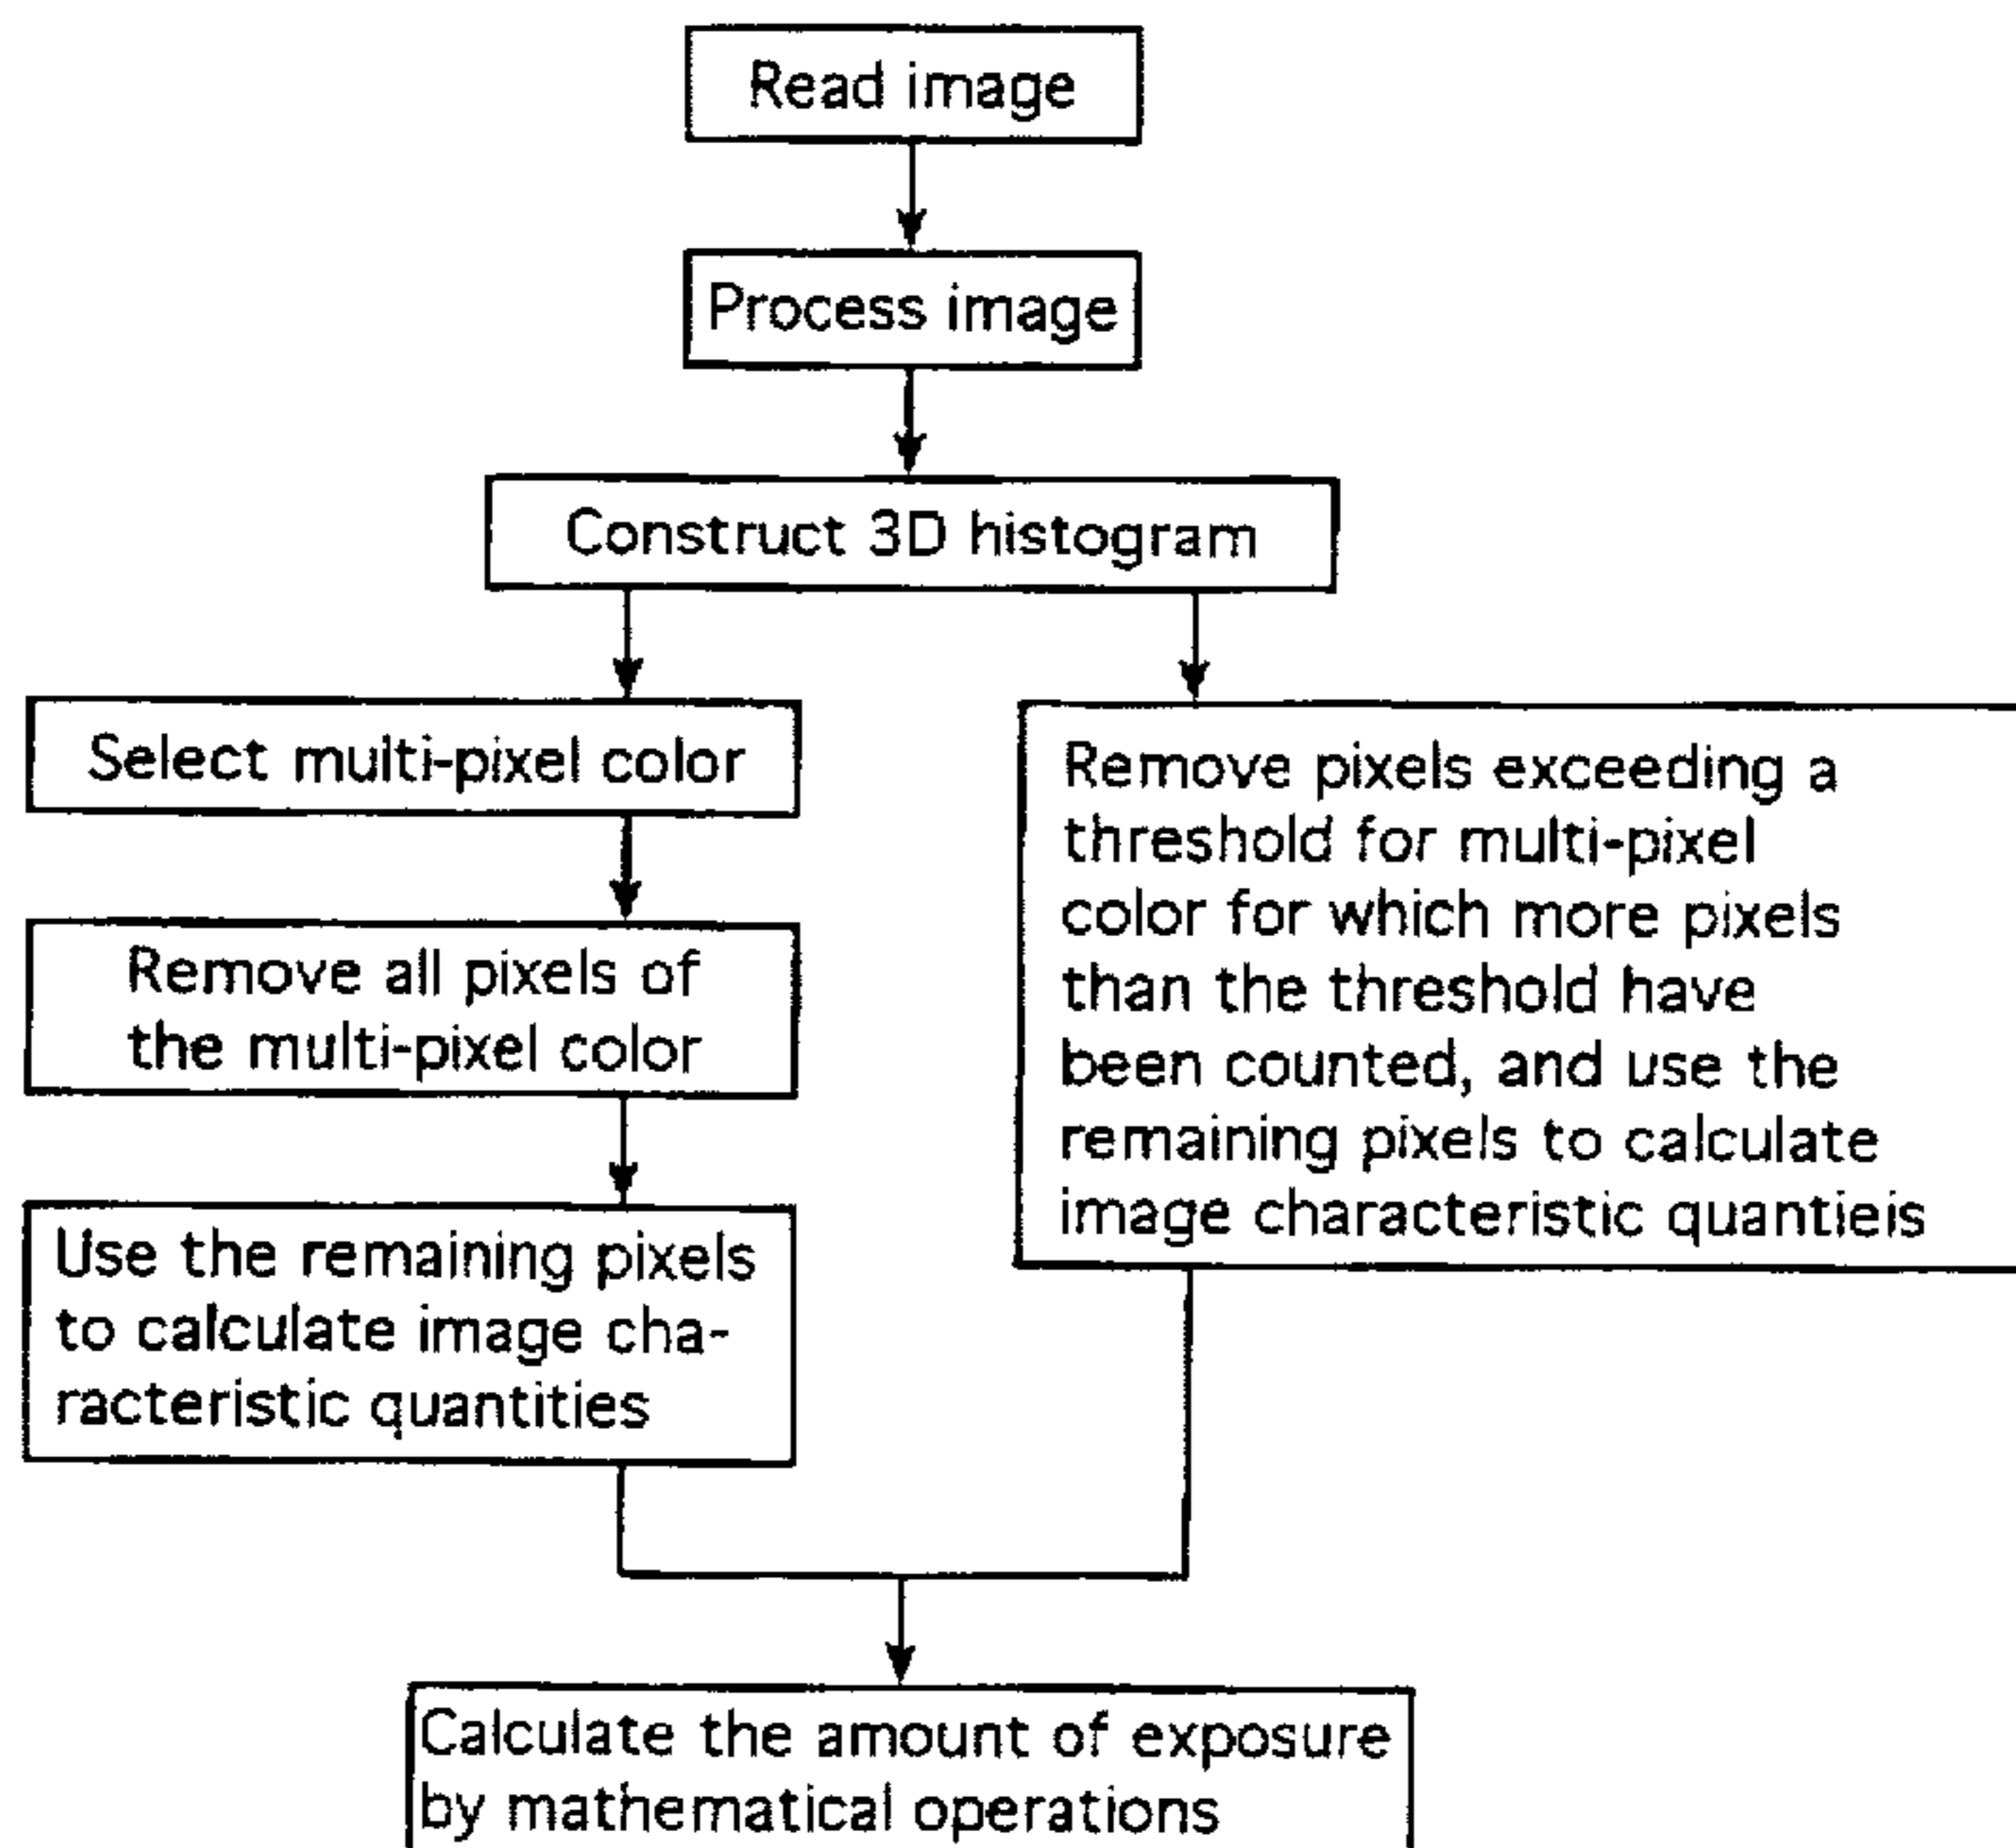 Read image
Process image
Construct 3D histogram
Select multi-pixel color
Remove all pixels of
the multi-pixel color
Use the remaining pixels
to calculate image cha-
racteristic quantities
Remove pixels exceeding a
threshold for multi-pixel
color for which more pixels
than the threshold have
been counted, and use the
remaining pixels to calculate
image characteristic quantieis
Calculate the amount of exposure
by mathematical operations